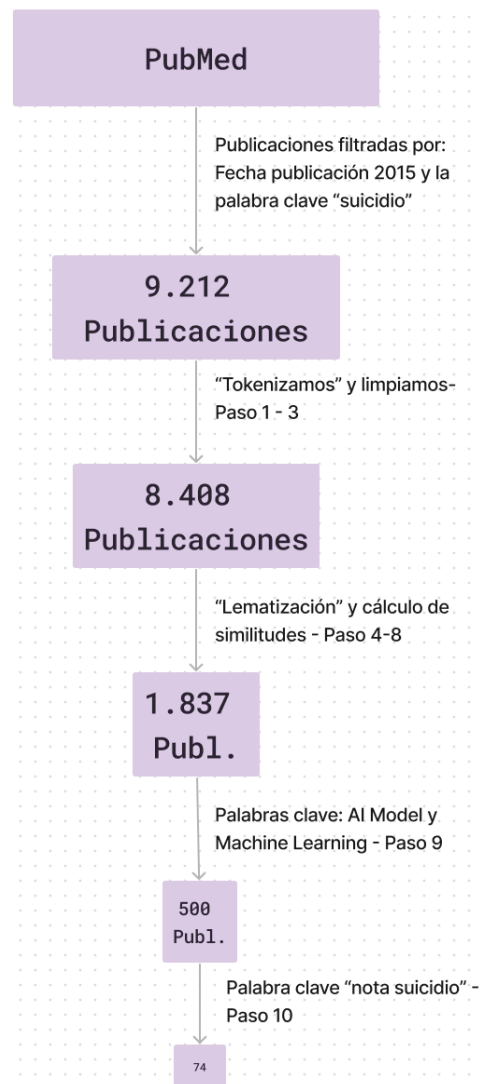 PubMed
Publicaciones filtradas por:
Fecha publicación 2015 y la
palabra clave “suicidio”
9.212
Publicaciones
“Tokenizamos” y limpiamos-
Paso 1 - 3
8.408
Publicaciones
“Lematización” y cálculo de
similitudes - Paso 4-8
1.837
Publ.
Palabras clave: AI Model y
Machine Learning - Paso 9
500
Publ.
Palabra clave “nota suicidio” -
Paso 10
74